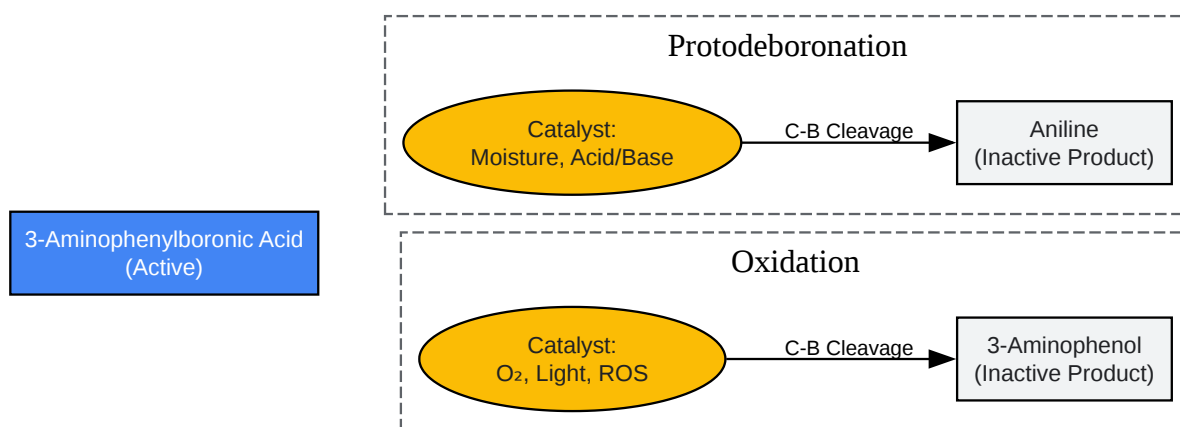 Protodeboronation
Catalyst:
Moisture, Acid/Base
C-B Cleavage
Aniline
(Inactive Product)
3-Aminophenylboronic Acid
(Active)
Oxidation
Catalyst:
O₂, Light, ROS
C-B Cleavage
3-Aminophenol
(Inactive Product)